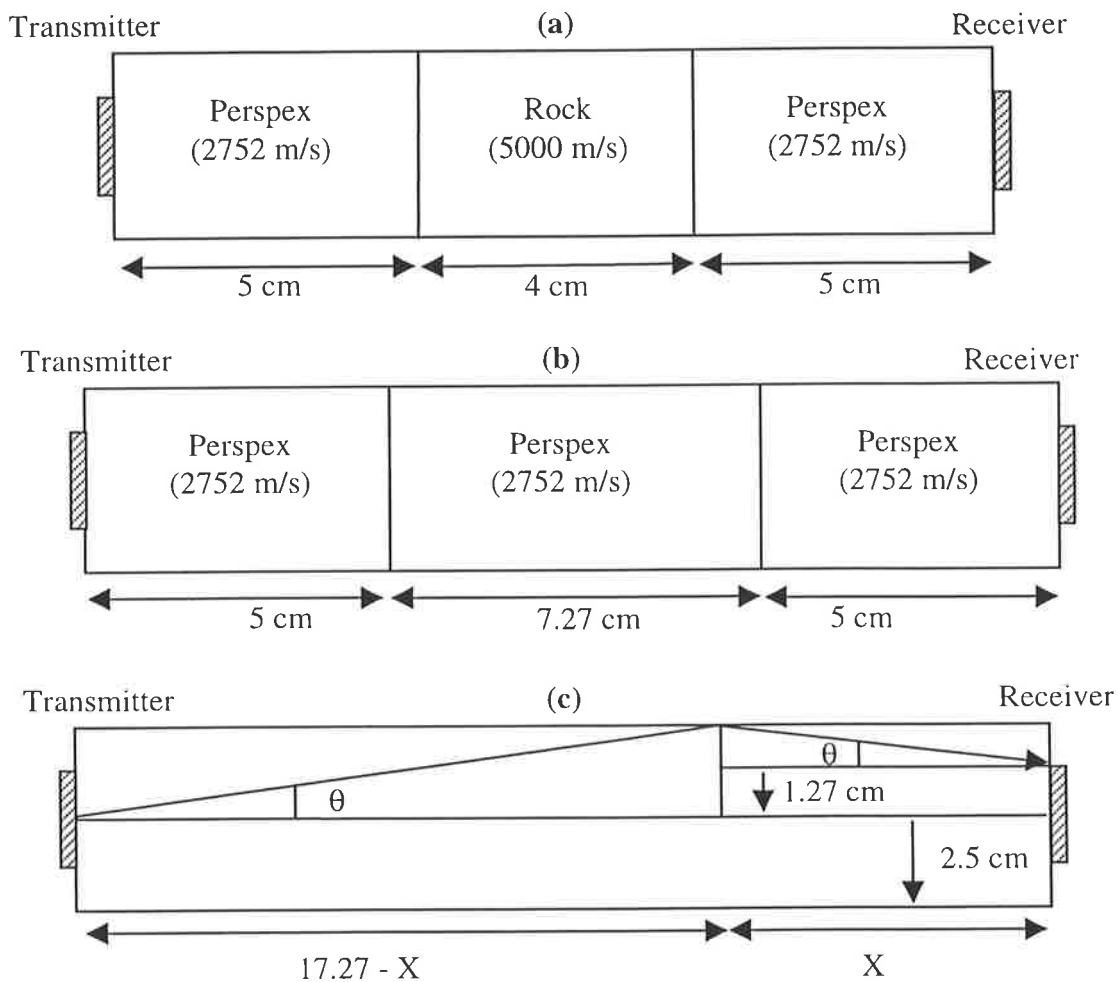 Transmitter (a) Receiver
Perspex Rock Perspex
(2752 m/s) (5000 m/s) (2752 m/s)
5 cm 4 cm 5 cm
Transmitter (b) Receiver
Perspex Perspex Perspex
(2752 m/s) (2752 m/s) (2752 m/s)
5 cm 7.27 cm 5 cm
Transmitter (c) Receiver
θ
θ 1.27 cm
2.5 cm
17.27 - X X